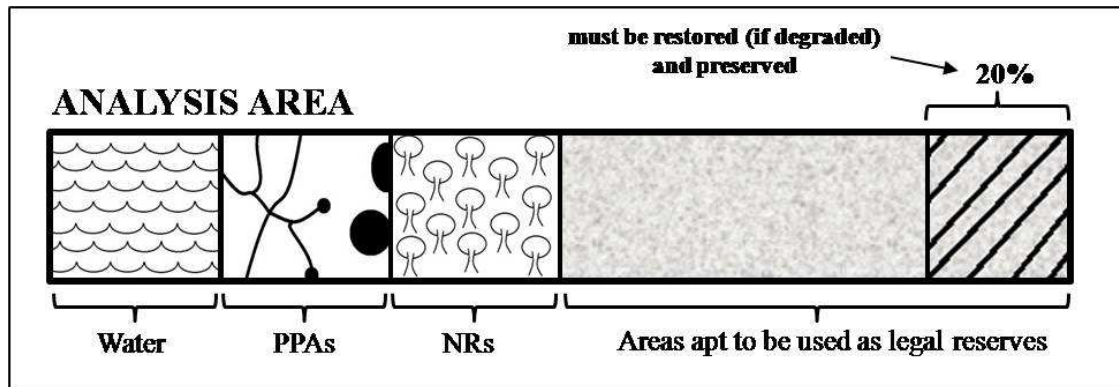 must be restored (if degraded)
and preserved
20%
ANALYSIS AREA
Water
PPAs
NRs
Areas apt to be used as legal reserves